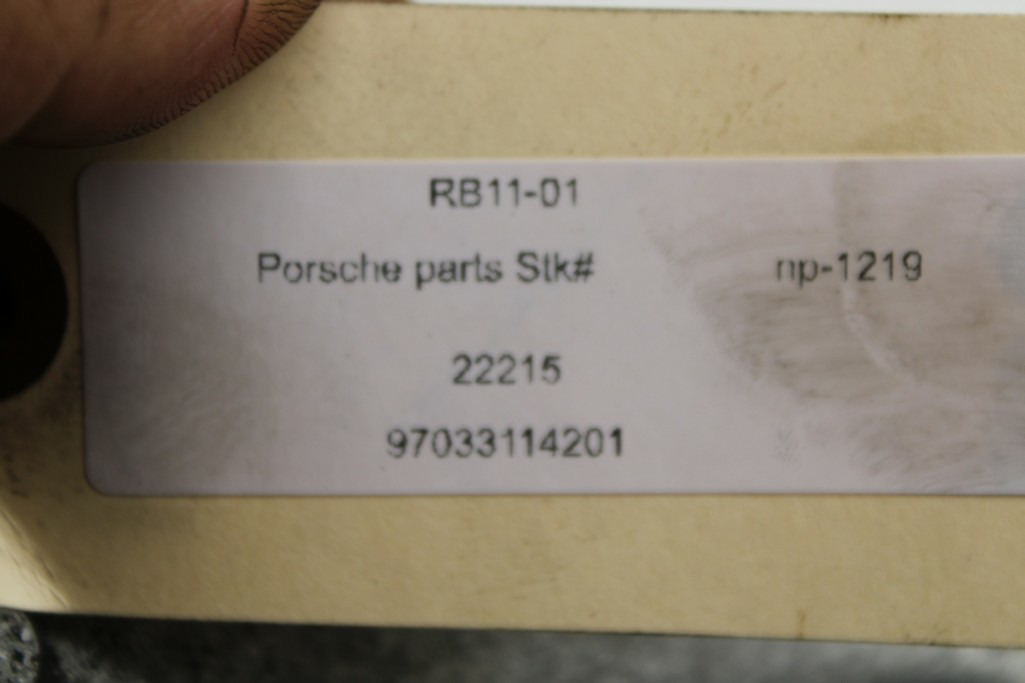 RB11-01
Porsche parts Stk# np-1219
22215
97033114201